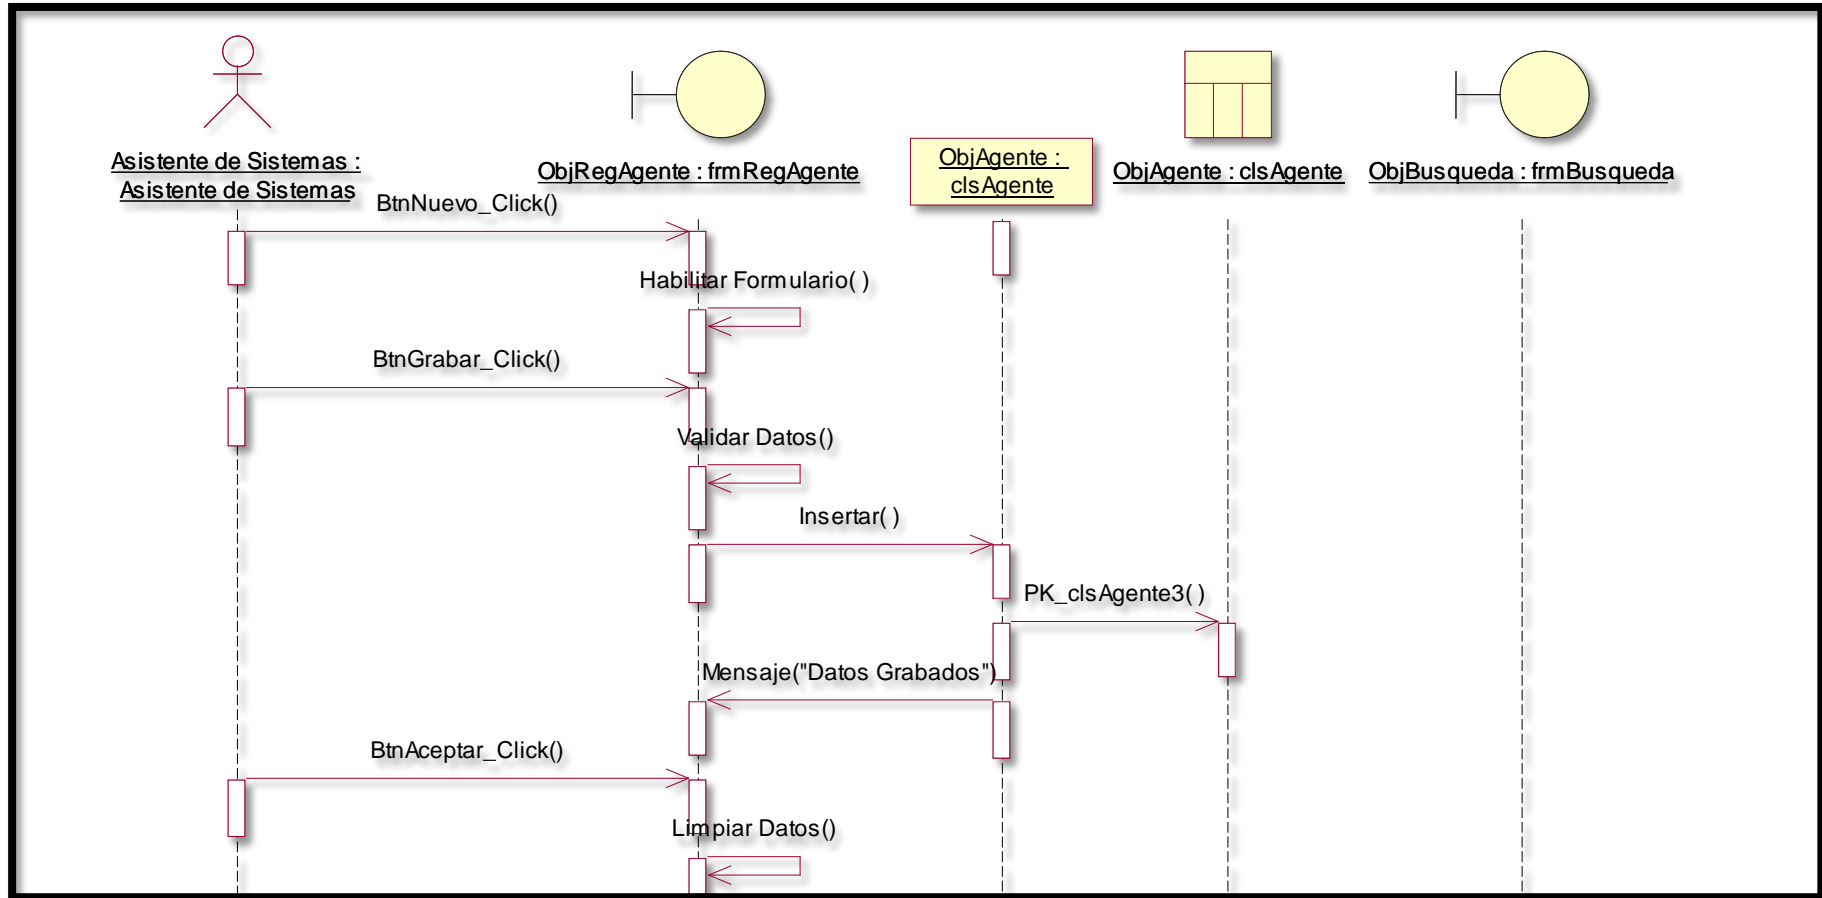 Asistente de Sistemas :
Asistente de Sistemas
ObjRegAgente : frmRegAgente
ObjAgente :
clsAgente
ObjAgente : clsAgente
ObjBusqueda : frmBusqueda
BtnNuevo_Click()
Habilitar Formulario( )
BtnGrabar_Click()
Validar Datos()
Insertar( )
PK_clsAgente3( )
Mensaje("Datos Grabados")
BtnAceptar_Click()
Limpiar Datos()